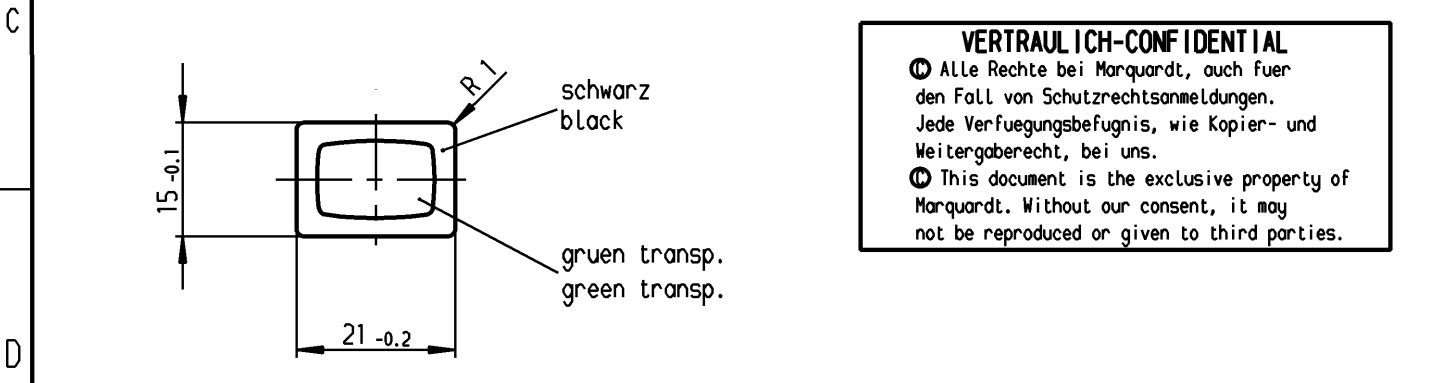 C
D
R 1
schwarz
black
15 -0.1
gruen transp.
green transp.
21 -0.2
VERTRAULICH-CONFIDENTIAL
© Alle Rechte bei Marquardt, auch fuer
den Fall von Schutzrechtsanmeldungen.
Jede Verfuegungsbefugnis, wie Kopier- und
Weitergaberecht, bei uns.
© This document is the exclusive property of
Marquardt. Without our consent, it may
not be reproduced or given to third parties.